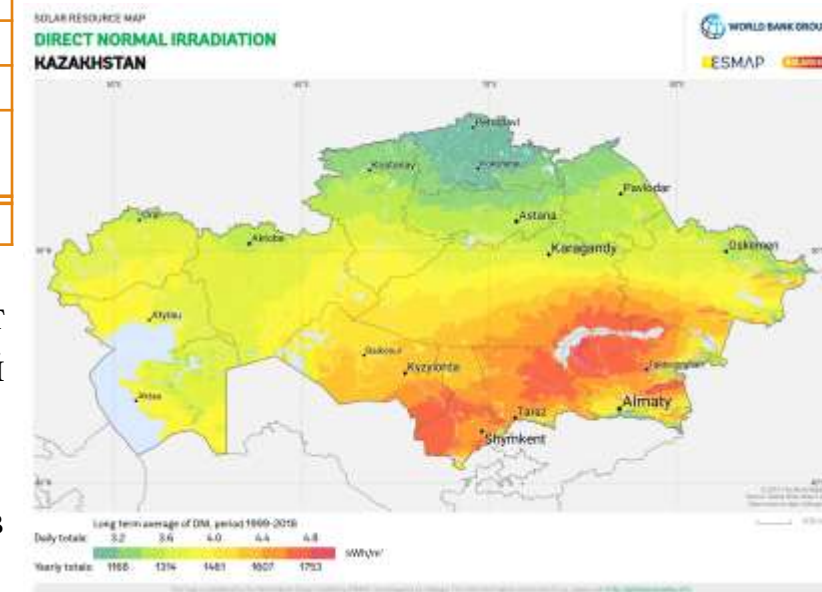 SOLAR RESOURCE MAP
DIRECT NORMAL IRRADIATION
KAZAKHSTAN
WORLD BANK GROUP
ESMAP
Petropavl
Kostanay
Pavlodar
Oral
Astana
Aktobe
Karagandy
Oskemen
Atyrau
Baikonur
Kyzylorda
Taldykorgan
Aktau
Almaty
Taraz
Shymkent
Long term average of DNI, period 1999-2018
Daily totals: 3.2 3.6 4.0 4.4 4.8
kWh/m²
Yearly totals: 1168 1314 1461 1607 1753
Т
й
в